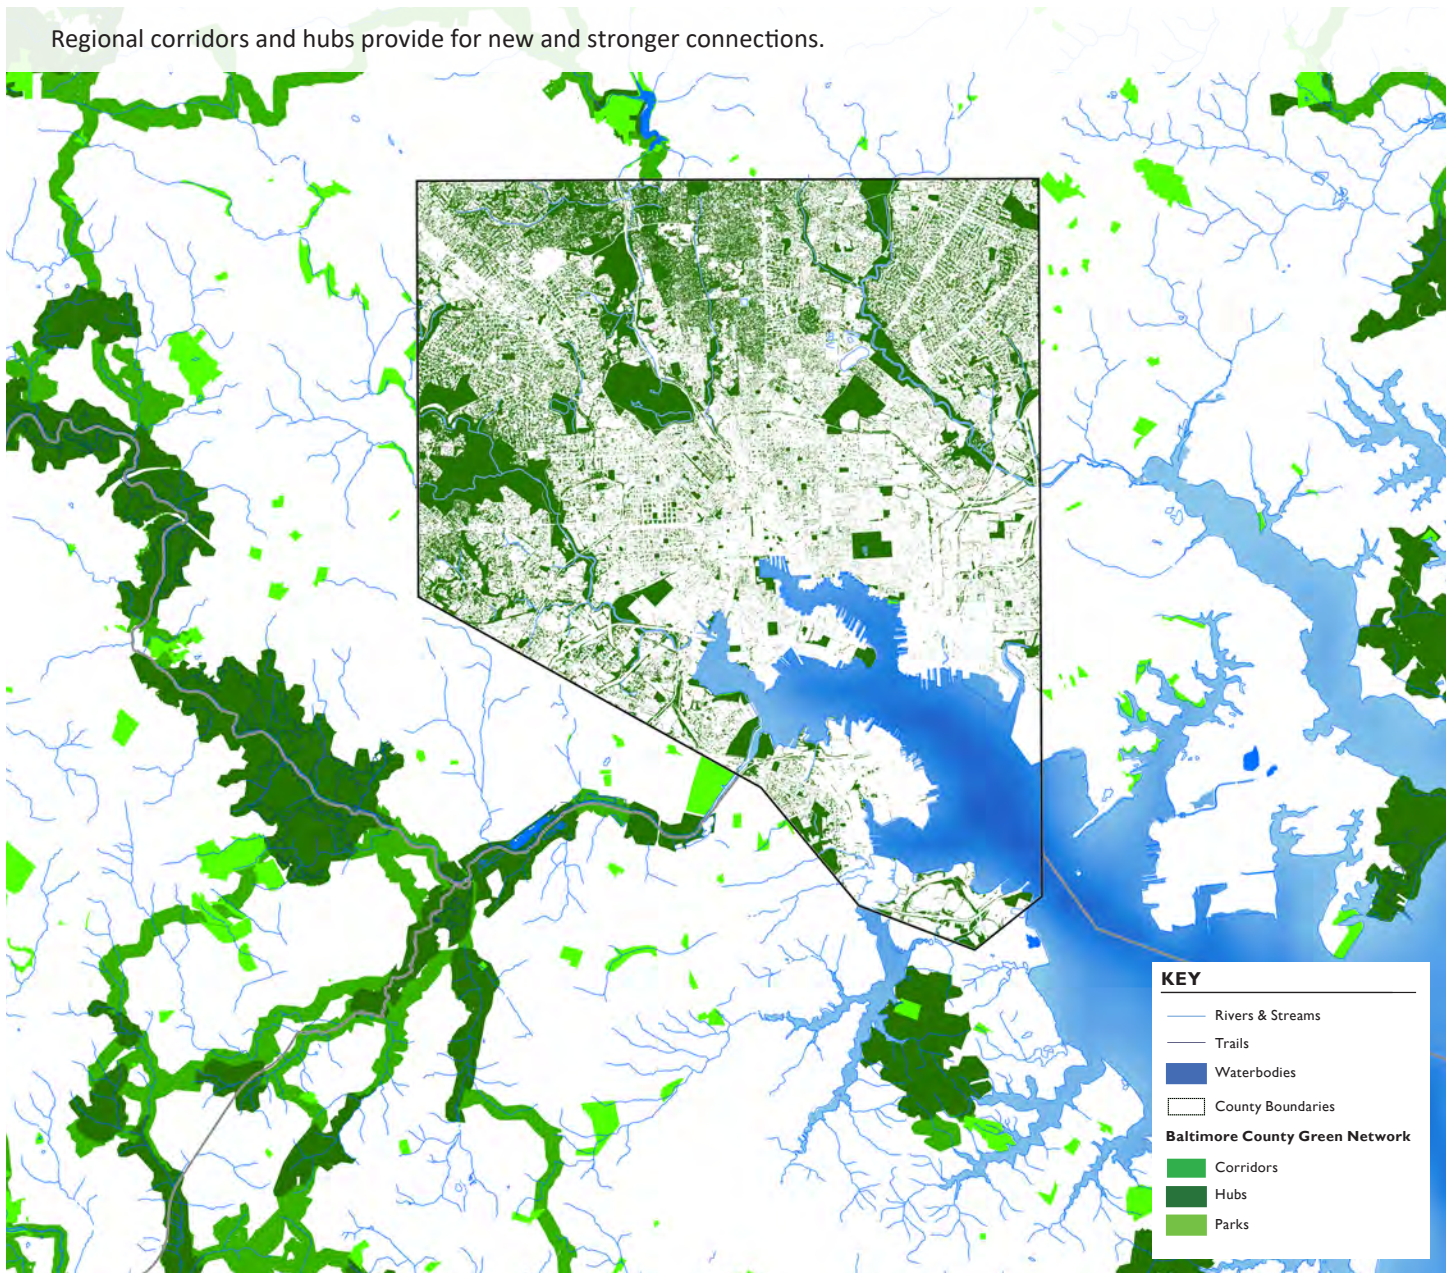 Regional corridors and hubs provide for new and stronger connections.
KEY
Rivers & Streams
Trails
Waterbodies
County Boundaries
Baltimore County Green Network
Corridors
Hubs
Parks